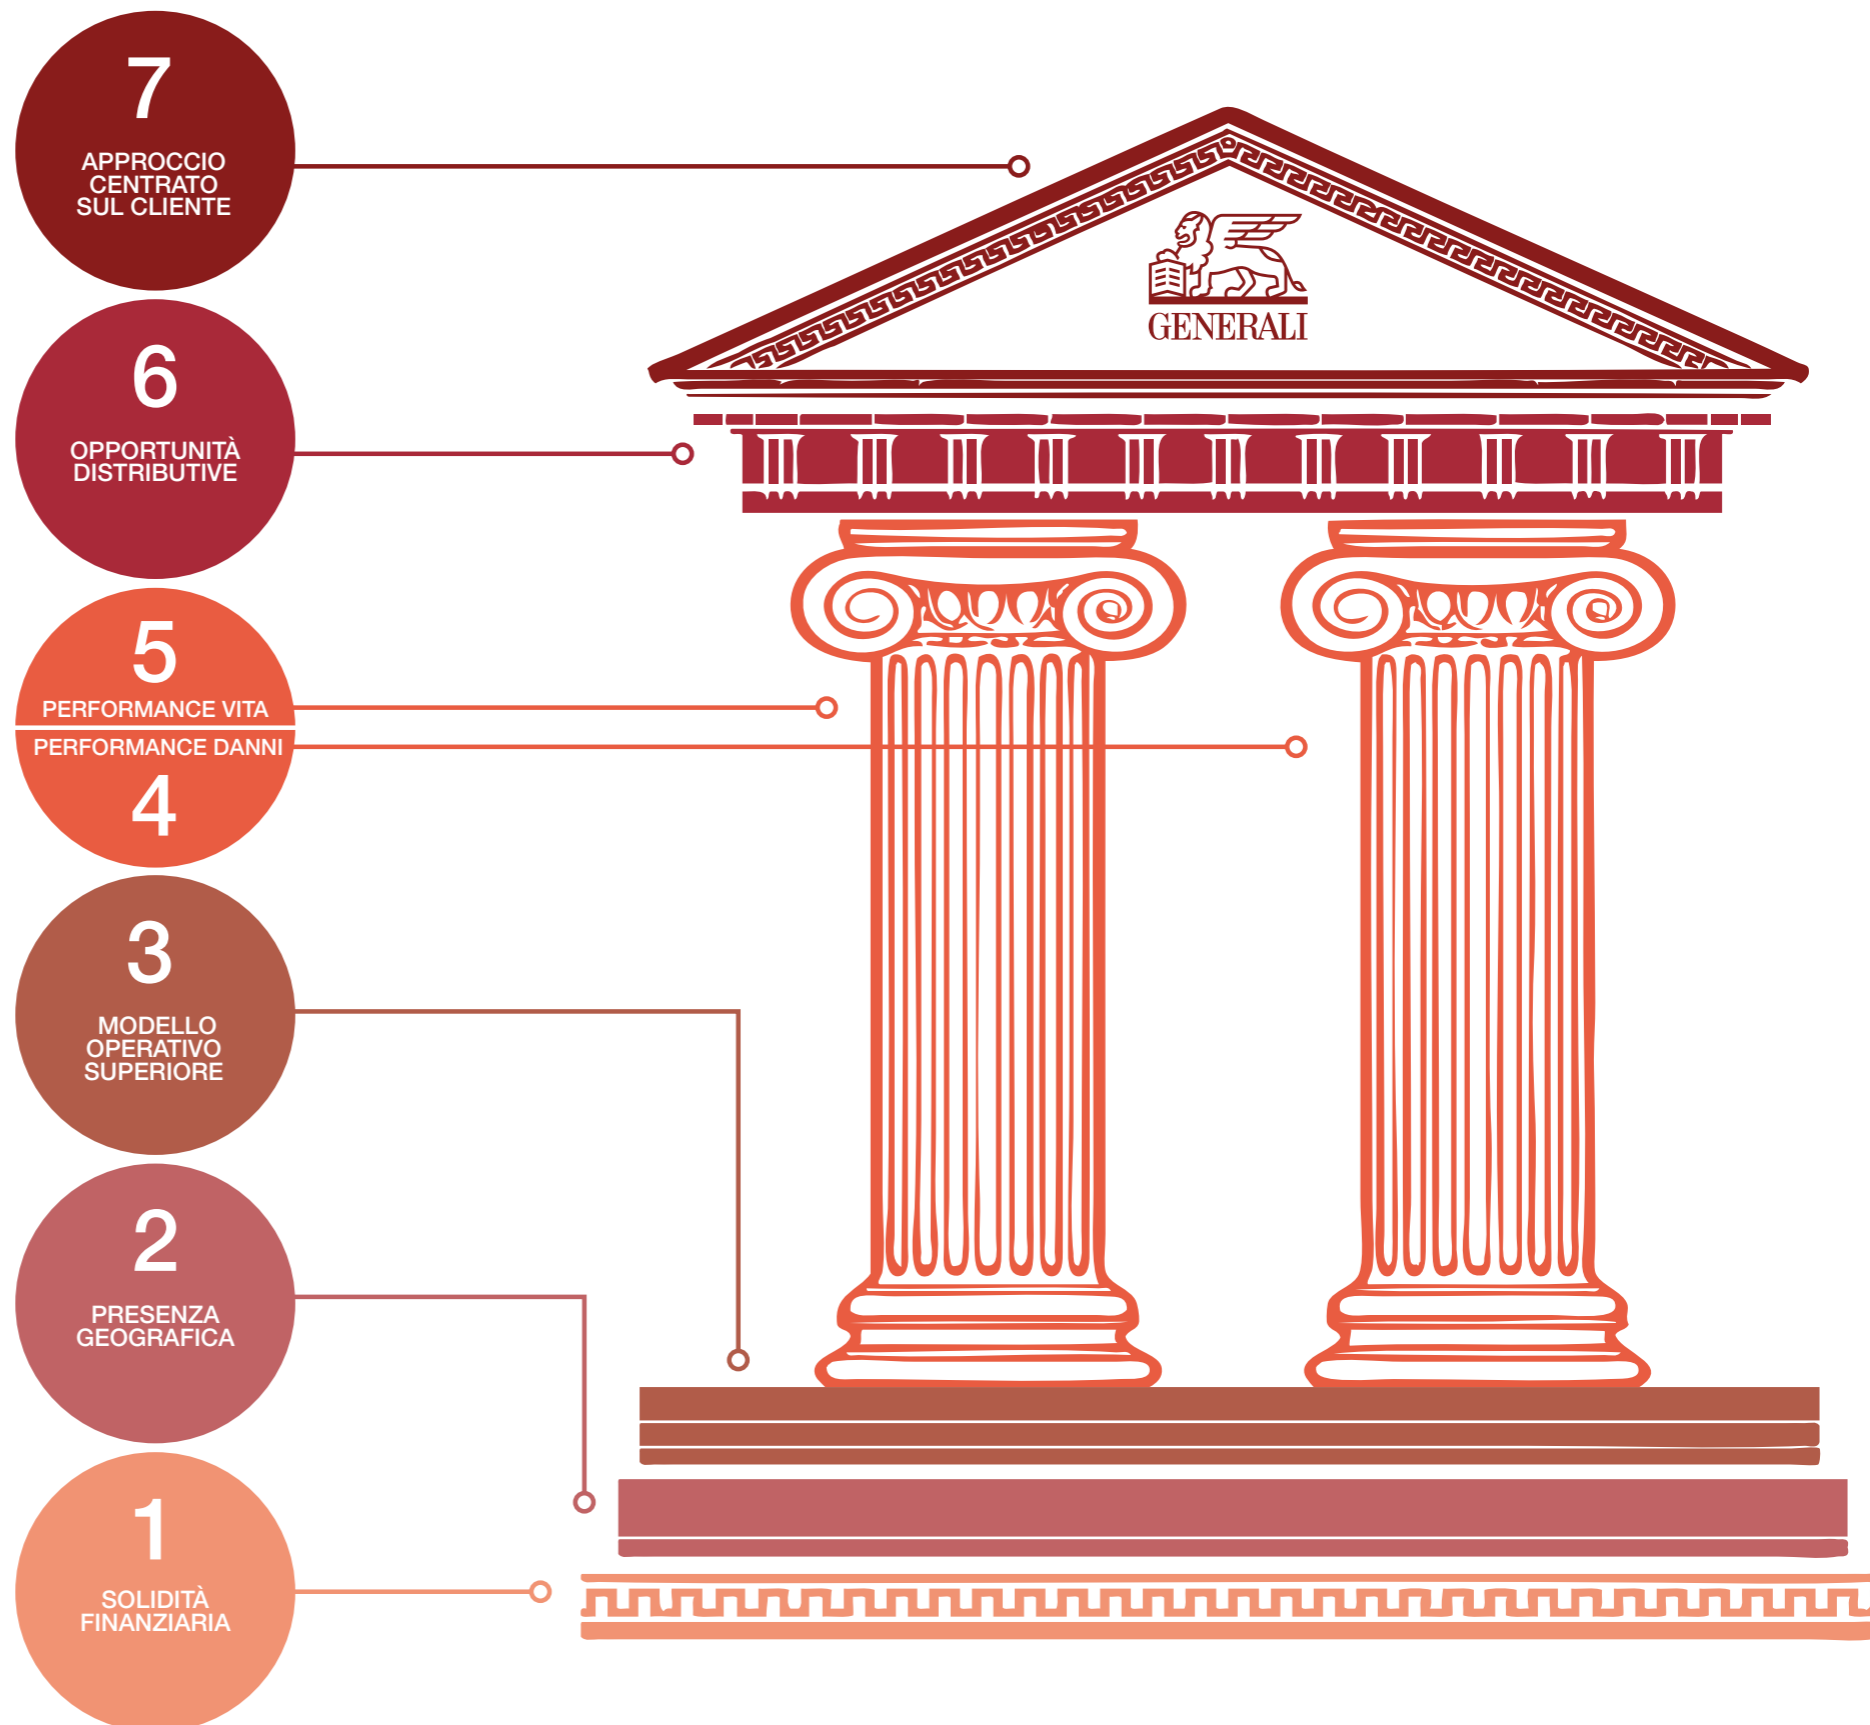 7
APPROCCIO
CENTRATO
SUL CLIENTE
GENERALI
6
OPPORTUNITÀ
DISTRIBUTIVE
5
PERFORMANCE VITA
PERFORMANCE DANNI
4
3
MODELLO
OPERATIVO
SUPERIORE
2
PRESENZA
GEOGRAFICA
1
SOLIDITÀ
FINANZIARIA